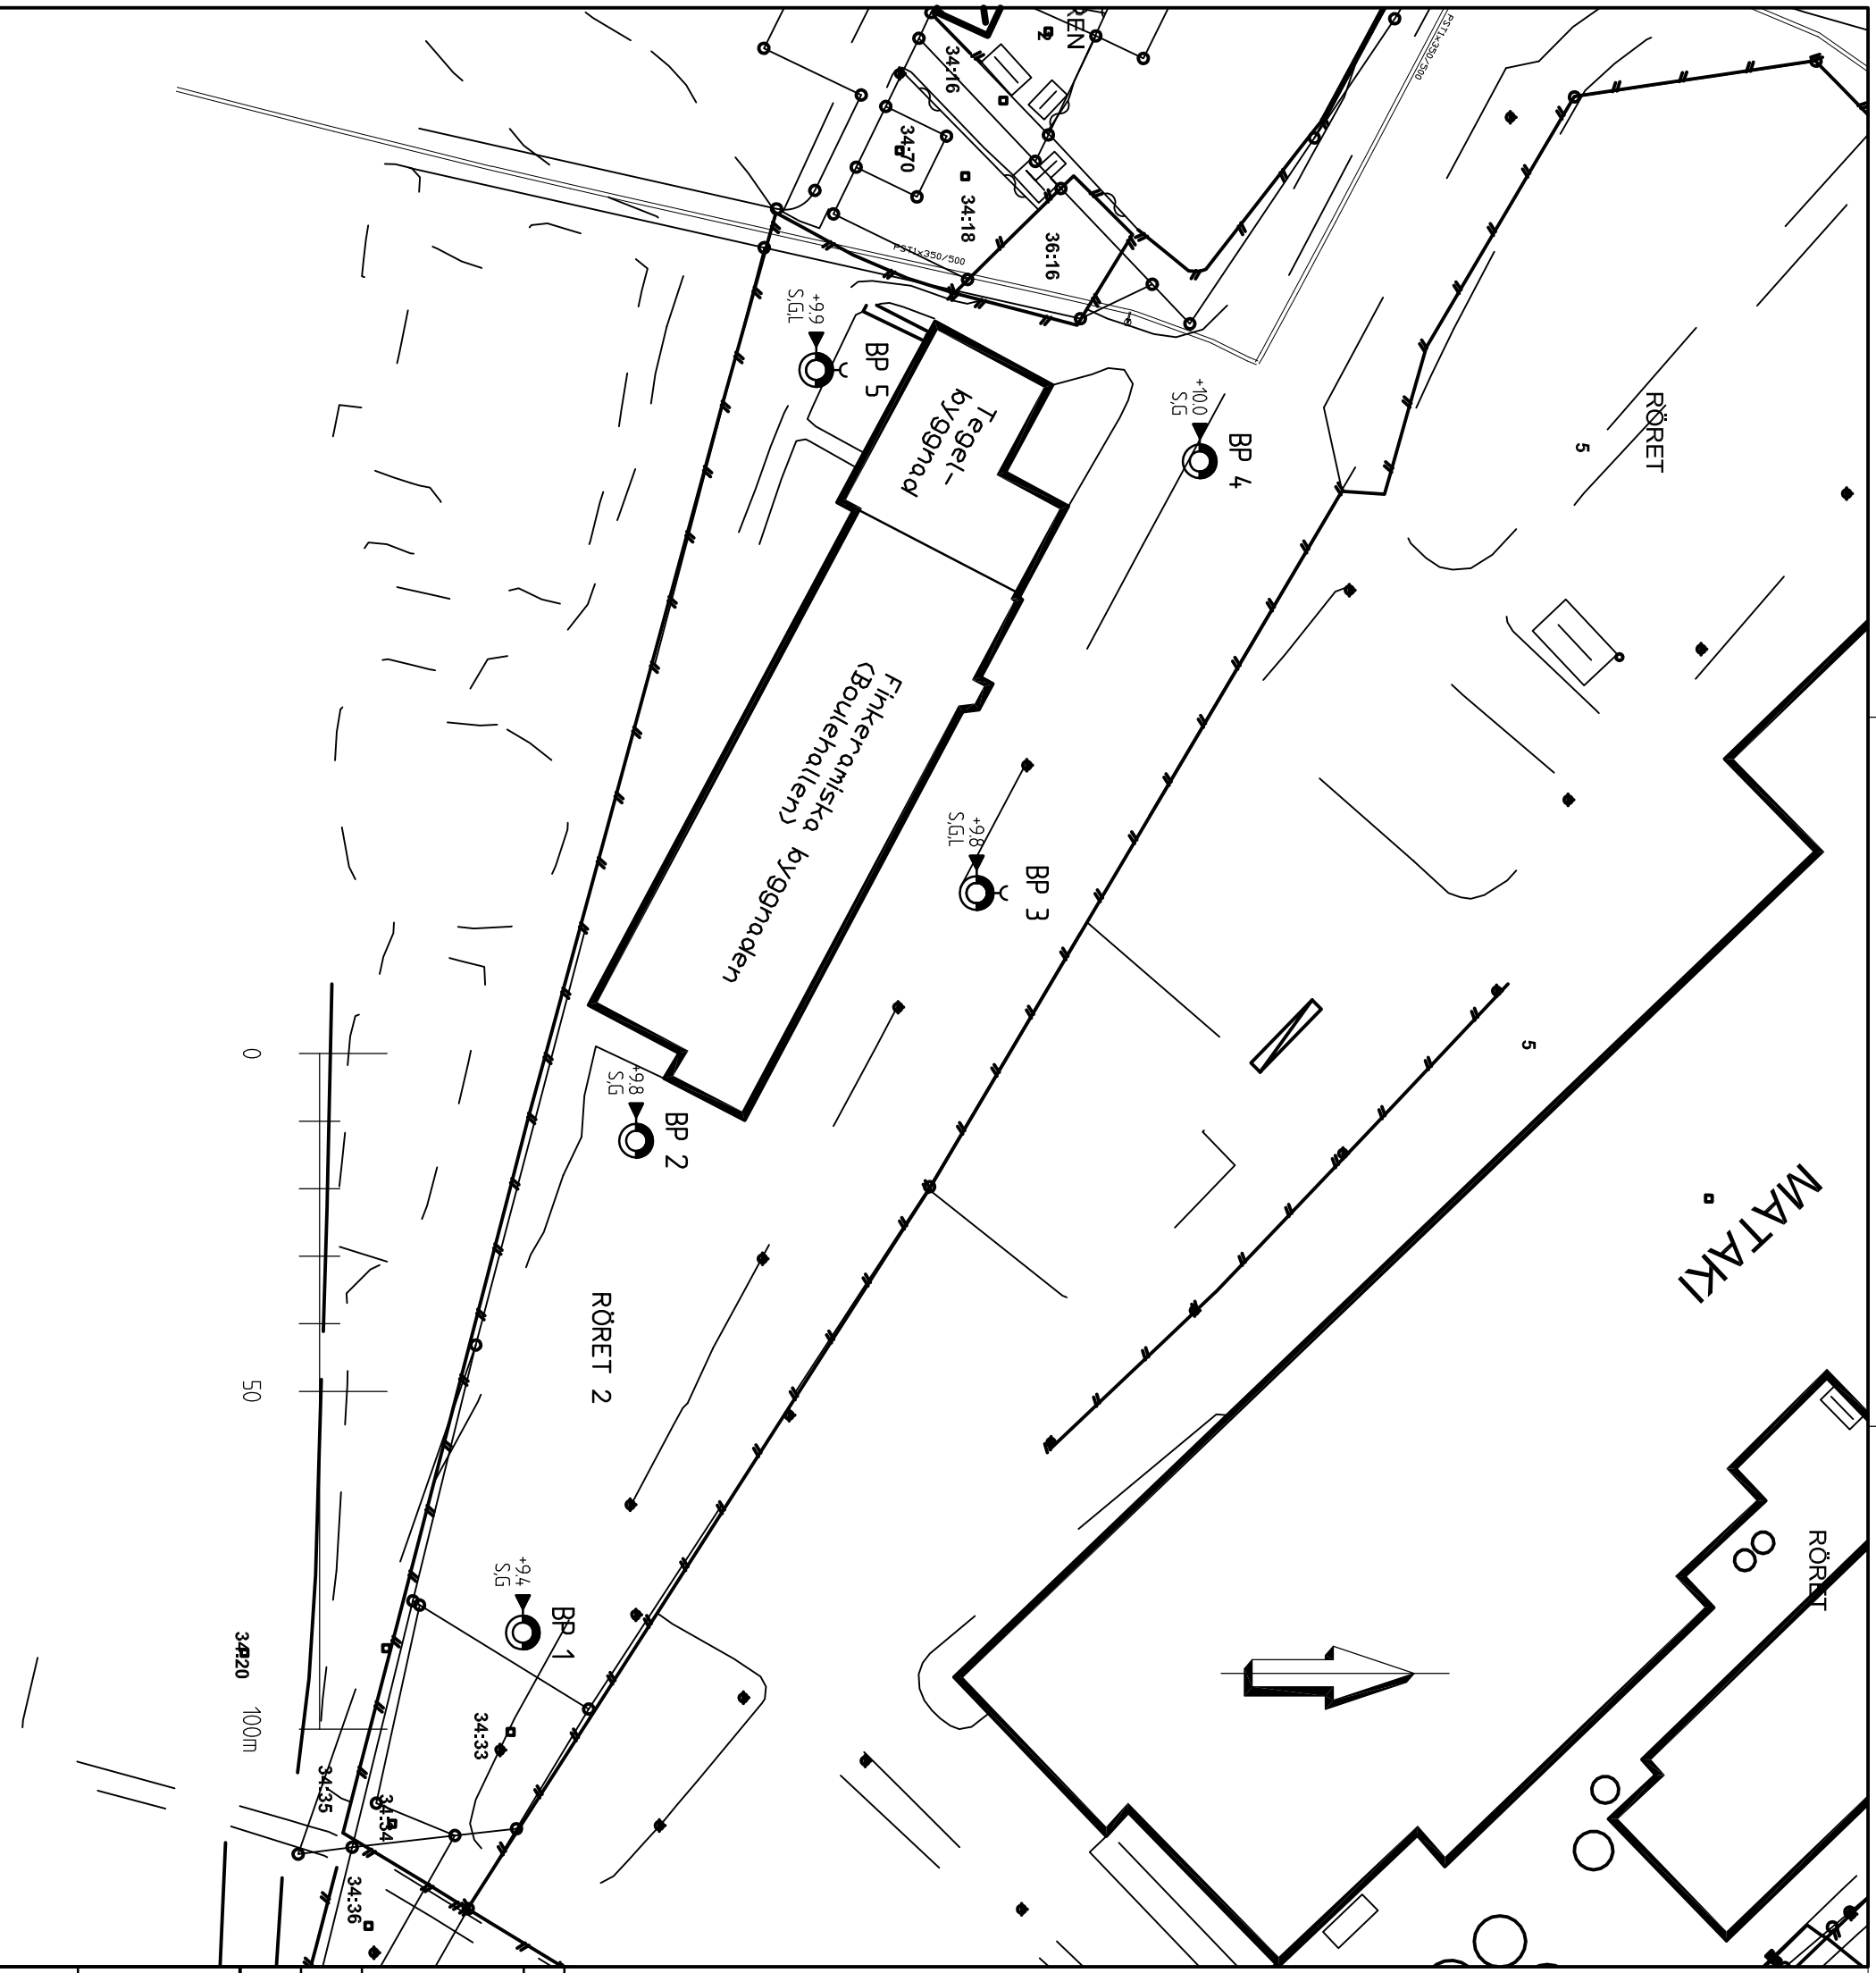 REN
2
34:16
34:70
34:18
36:16
PST1x350/500
PST1x350/500
RÖRET
5
BP 5
+9.9
S,G,L
BP 4
+10.0
S,G
Tegel-
byggnad
Finkeramiska byggnaden
(Boulehallen)
BP 3
+9.8
S,G,L
5
MATAKI
BP 2
+9.8
S,G
RÖRET 2
RÖRET
BP 1
+9.4
S,G
0
50
100m
34:20
34:33
34:35
34:34
34:36